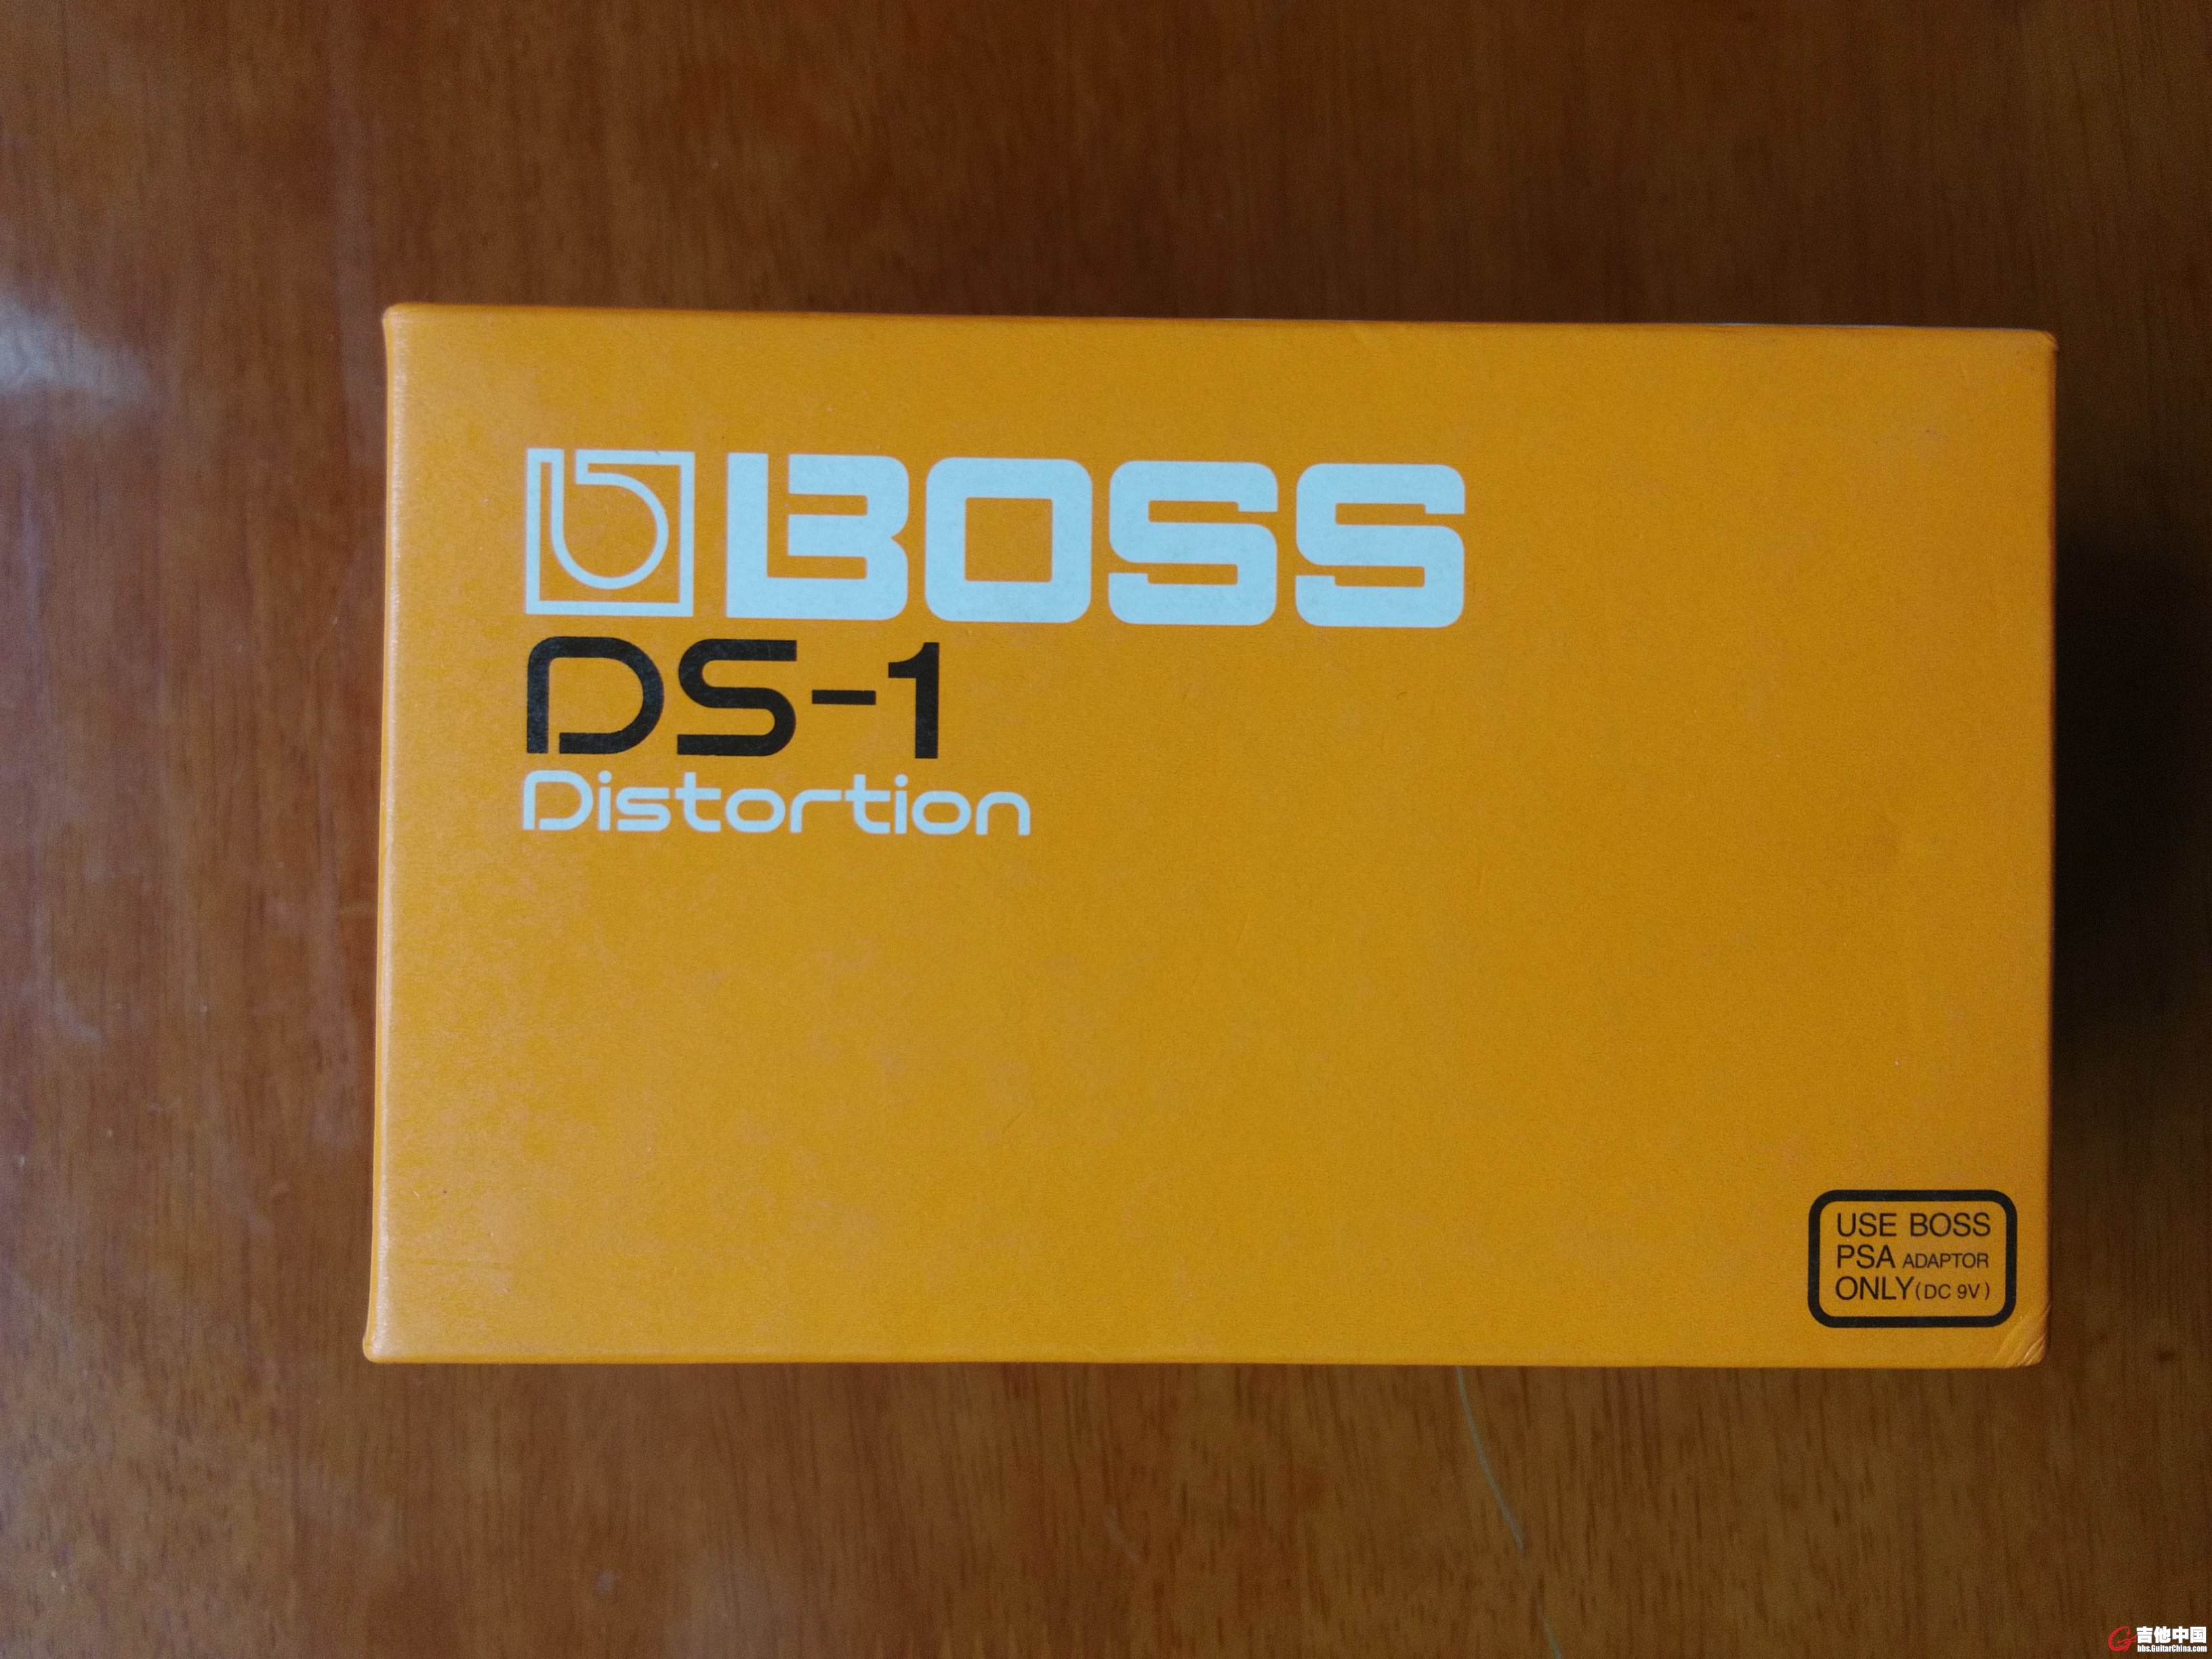 BOSS
DS-1
Distortion
USE BOSS
PSA ADAPTOR
ONLY(DC 9V)
吉他中国
bbs.GuitarChina.com